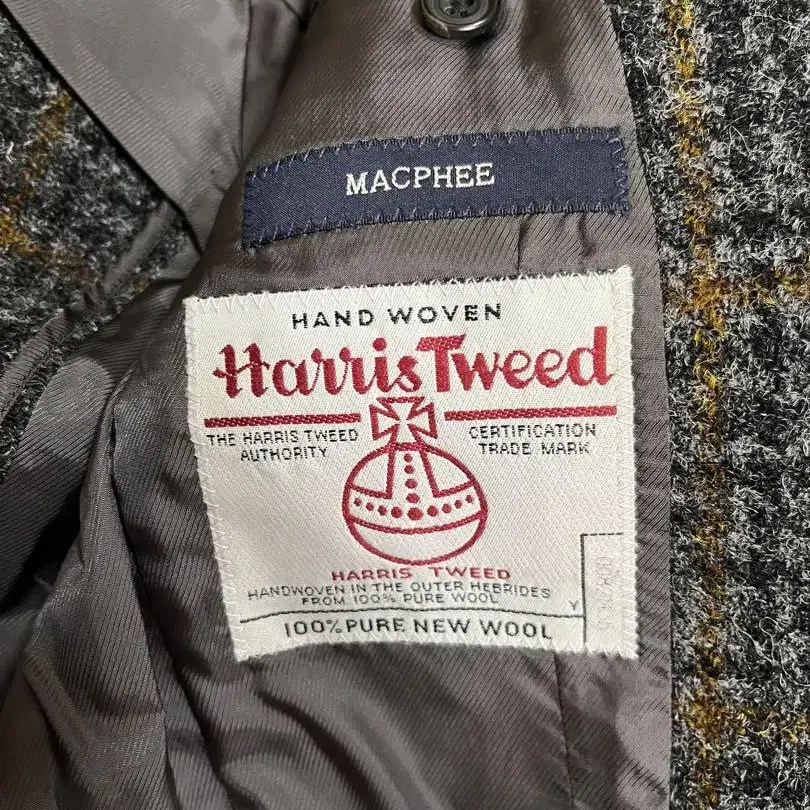 MACPHEE
HAND WOVEN
Harris Tweed
THE HARRIS TWEED
AUTHORITY
CERTIFICATION
TRADE MARK
HARRIS TWEED
HANDWOVEN IN THE OUTER HEBRIDES
FROM 100% PURE WOOL
Y
100% PURE NEW WOOL